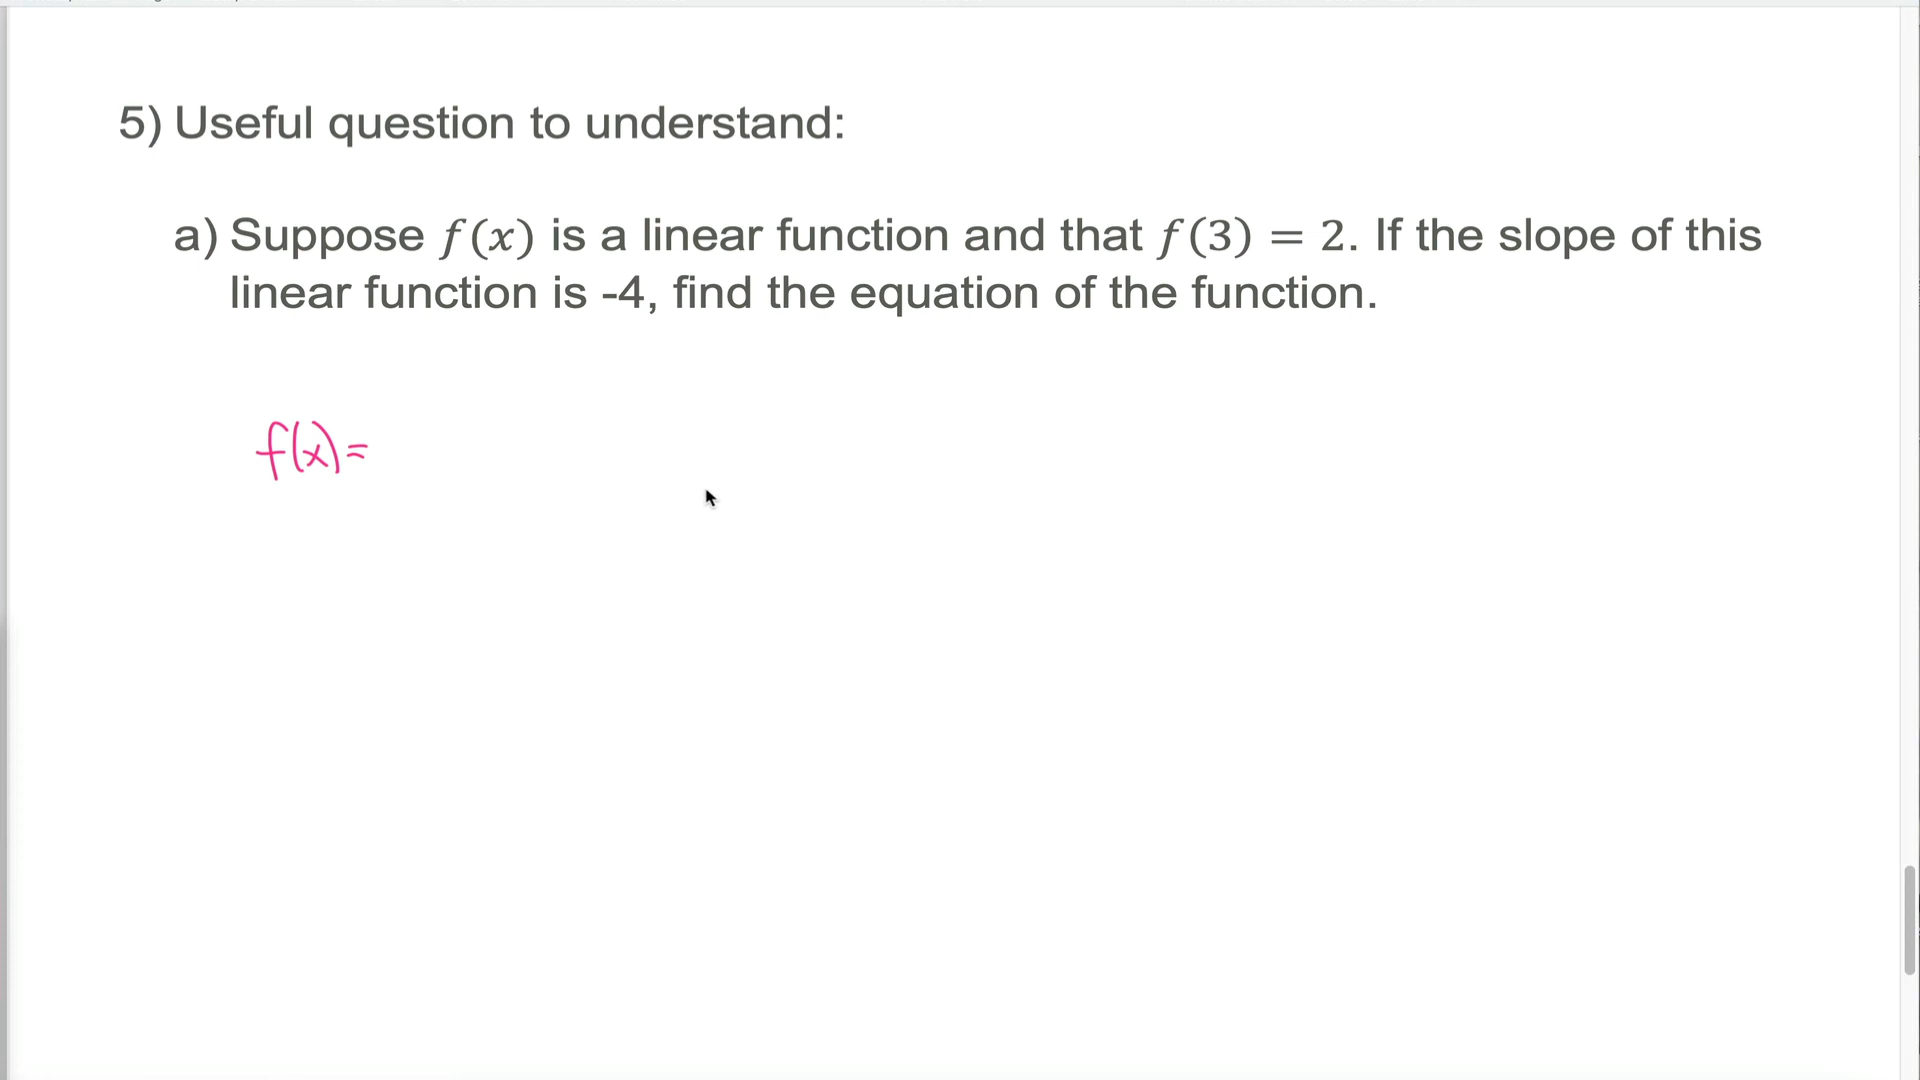 5) Useful question to understand:
a) Suppose f(x) is a linear function and that f(3) = 2. If the slope of this
linear function is -4, find the equation of the function.
f(x)=